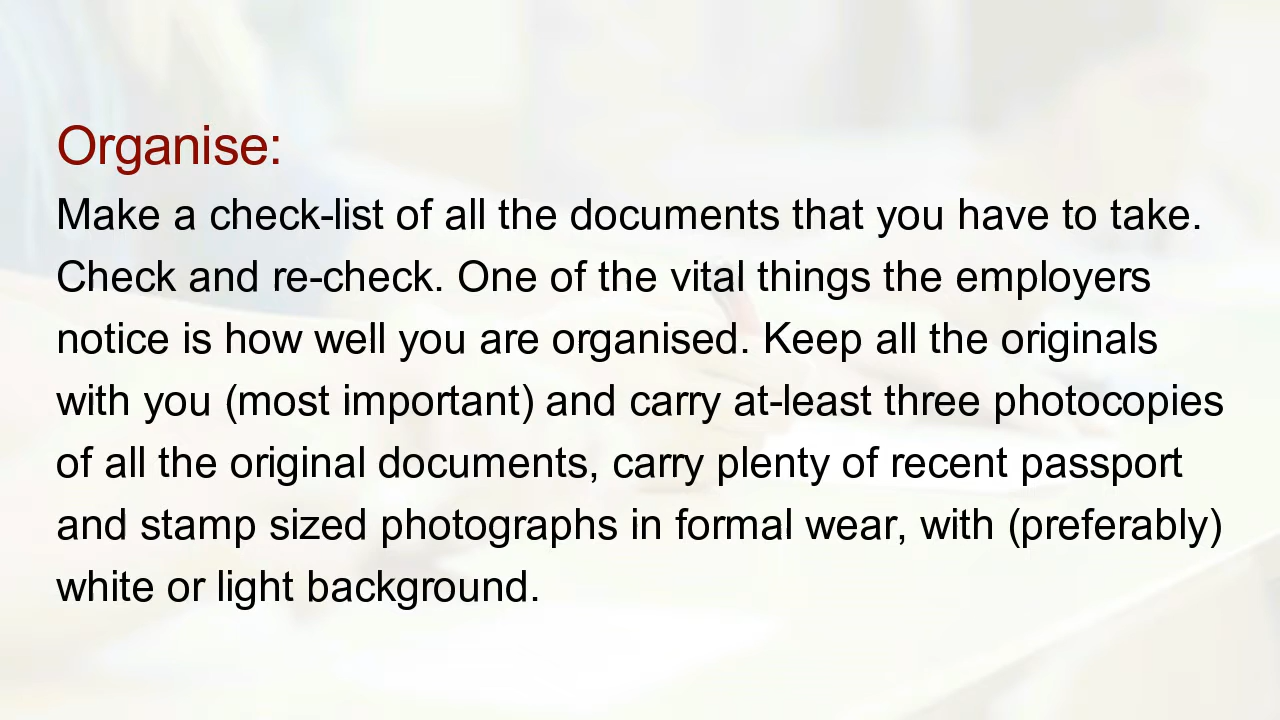 Organise:
Make a check-list of all the documents that you have to take.
Check and re-check. One of the vital things the employers
notice is how well you are organised. Keep all the originals
with you (most important) and carry at-least three photocopies
of all the original documents, carry plenty of recent passport
and stamp sized photographs in formal wear, with (preferably)
white or light background.